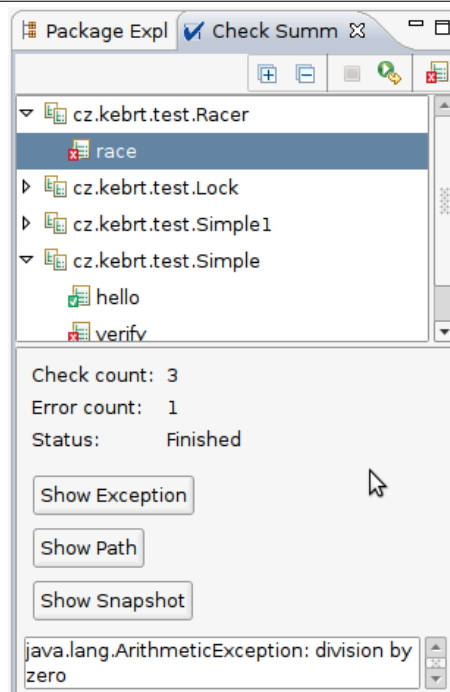 Package Expl Check Summ
cz.kebrt.test.Racer
race
cz.kebrt.test.Lock
cz.kebrt.test.Simple1
cz.kebrt.test.Simple
hello
verify
Check count: 3
Error count: 1
Status: Finished
Show Exception
Show Path
Show Snapshot
java.lang.ArithmeticException: division by
zero